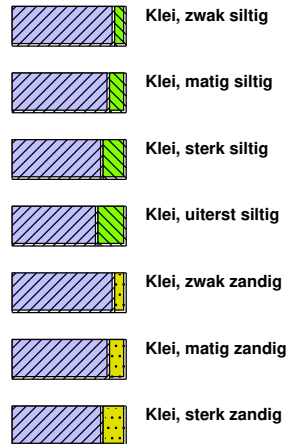 Klei, zwak siltig
Klei, matig siltig
Klei, sterk siltig
Klei, uiterst siltig
Klei, zwak zandig
Klei, matig zandig
Klei, sterk zandig